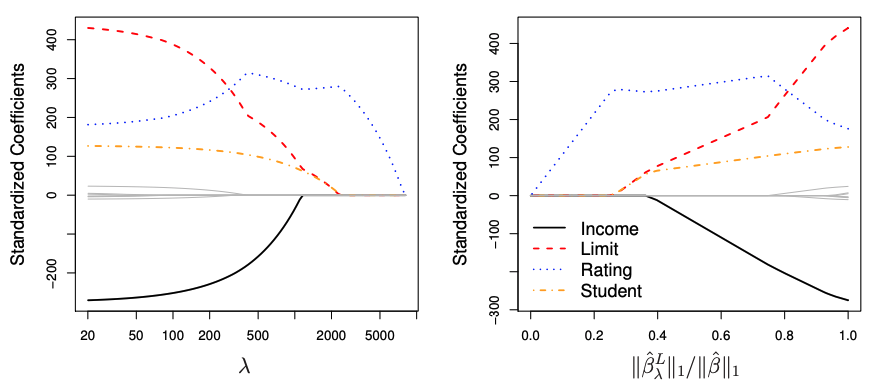 Standardized Coefficients
400
300
200
100
0
−200
20 50 100 200 500 2000 5000
λ
Standardized Coefficients
400
300
200
100
0
−100
−300
Income
Limit
Rating
Student
0.0 0.2 0.4 0.6 0.8 1.0
‖β̂λᴸ‖₁/‖β̂‖₁